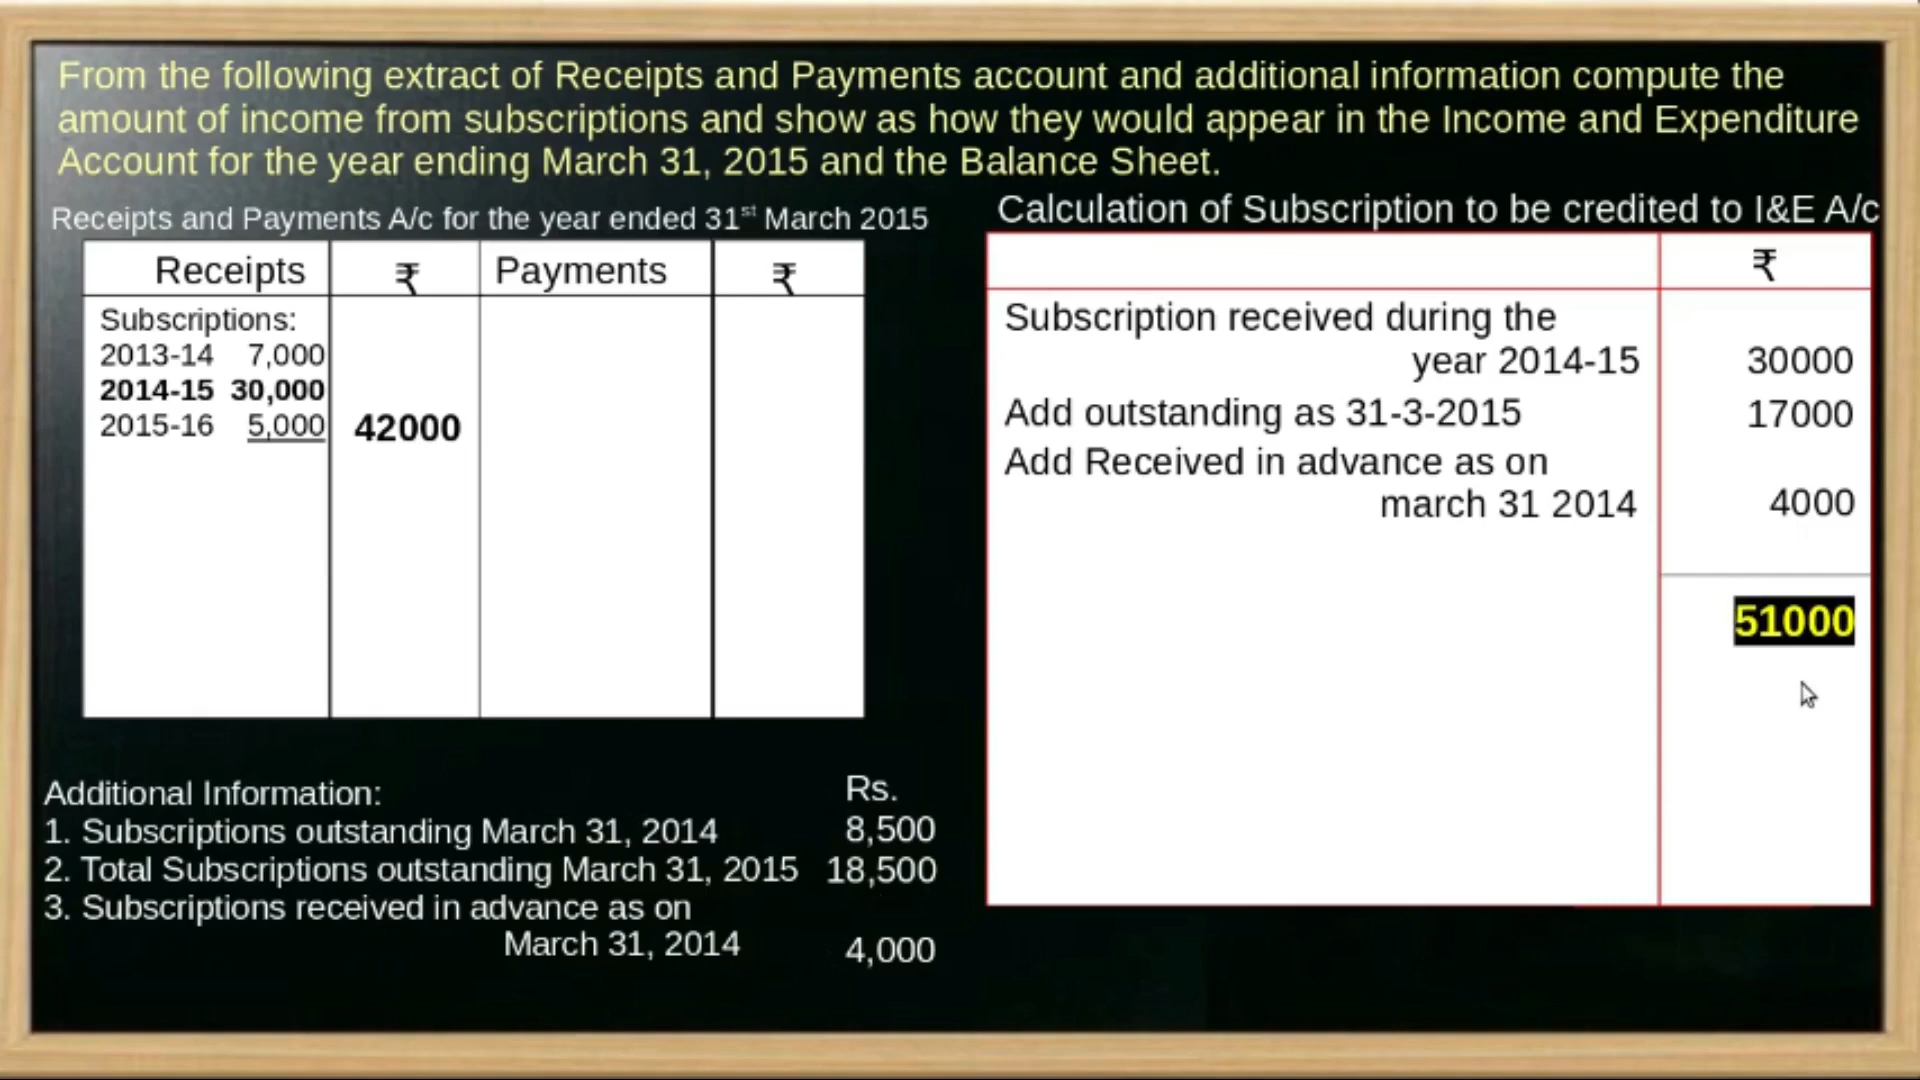 From the following extract of Receipts and Payments account and additional information compute the
amount of income from subscriptions and show as how they would appear in the Income and Expenditure
Account for the year ending March 31, 2015 and the Balance Sheet.
Receipts and Payments A/c for the year ended 31st March 2015
Receipts ₹ Payments ₹
Subscriptions:
2013-14 7,000
2014-15 30,000
2015-16 5,000 42000
Additional Information: Rs.
1. Subscriptions outstanding March 31, 2014 8,500
2. Total Subscriptions outstanding March 31, 2015 18,500
3. Subscriptions received in advance as on
March 31, 2014 4,000
Calculation of Subscription to be credited to I&E A/c
₹
Subscription received during the
year 2014-15 30000
Add outstanding as 31-3-2015 17000
Add Received in advance as on
march 31 2014 4000
51000